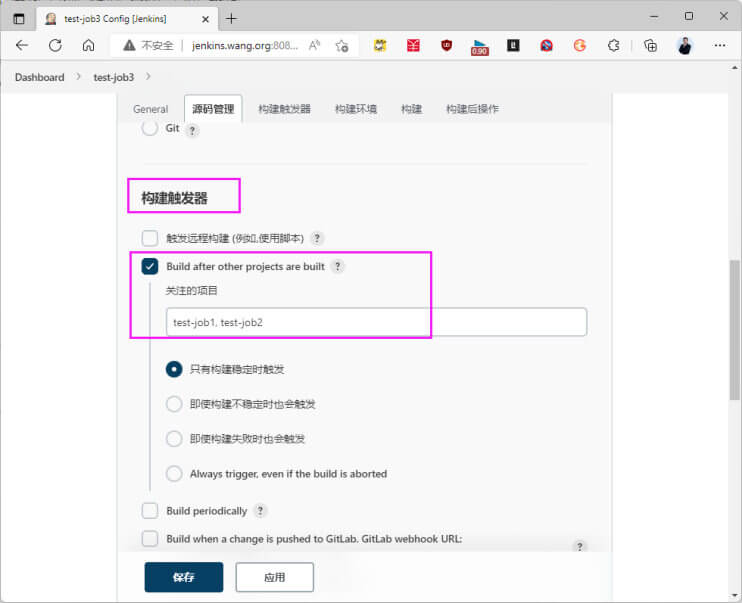 test-job3 Config [Jenkins]
不安全 | jenkins.wang.org:808...
0.90
Dashboard > test-job3 >
General 源码管理 构建触发器 构建环境 构建 构建后操作
Git ?
构建触发器
触发远程构建 (例如,使用脚本) ?
Build after other projects are built ?
关注的项目
test-job1, test-job2
只有构建稳定时触发
即使构建不稳定时也会触发
即使构建失败时也会触发
Always trigger, even if the build is aborted
Build periodically ?
Build when a change is pushed to GitLab. GitLab webhook URL: ?
保存 应用